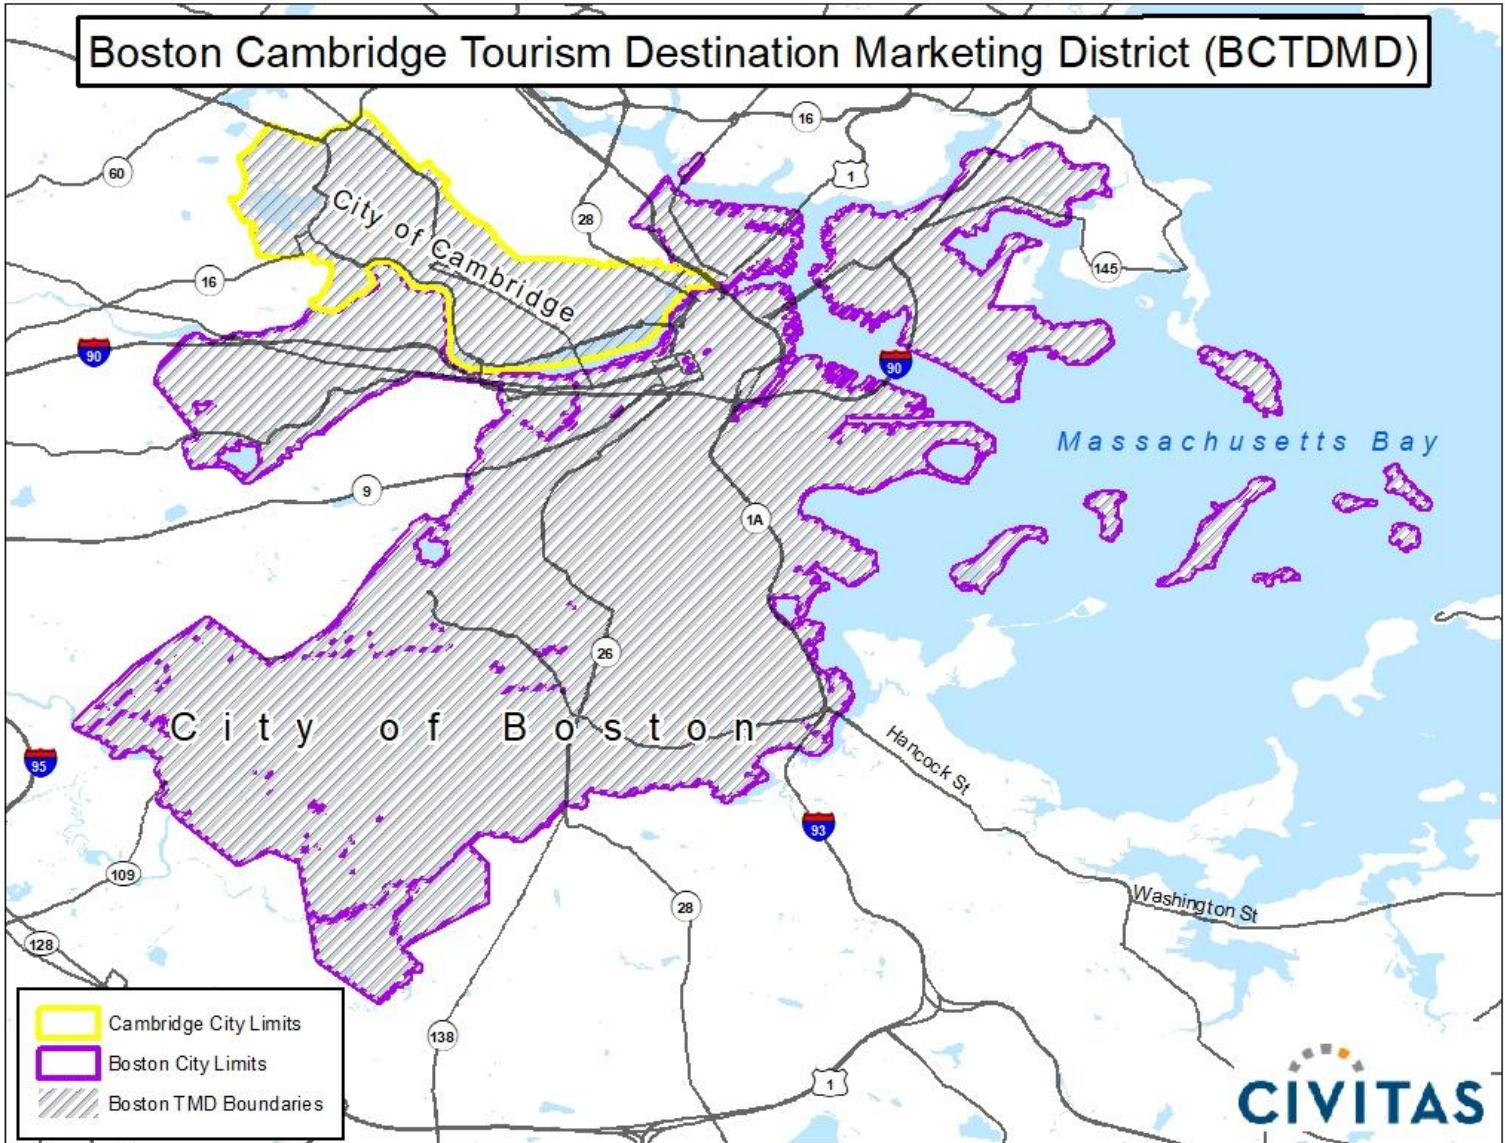 Boston Cambridge Tourism Destination Marketing District (BCTDMD)
16
60
1
28
City of Cambridge
16
145
90
90
Massachusetts Bay
9
1A
26
City of Boston
Hancock St
95
93
109
28
Washington St
128
138
1
Cambridge City Limits
Boston City Limits
Boston TMD Boundaries
CIVITAS